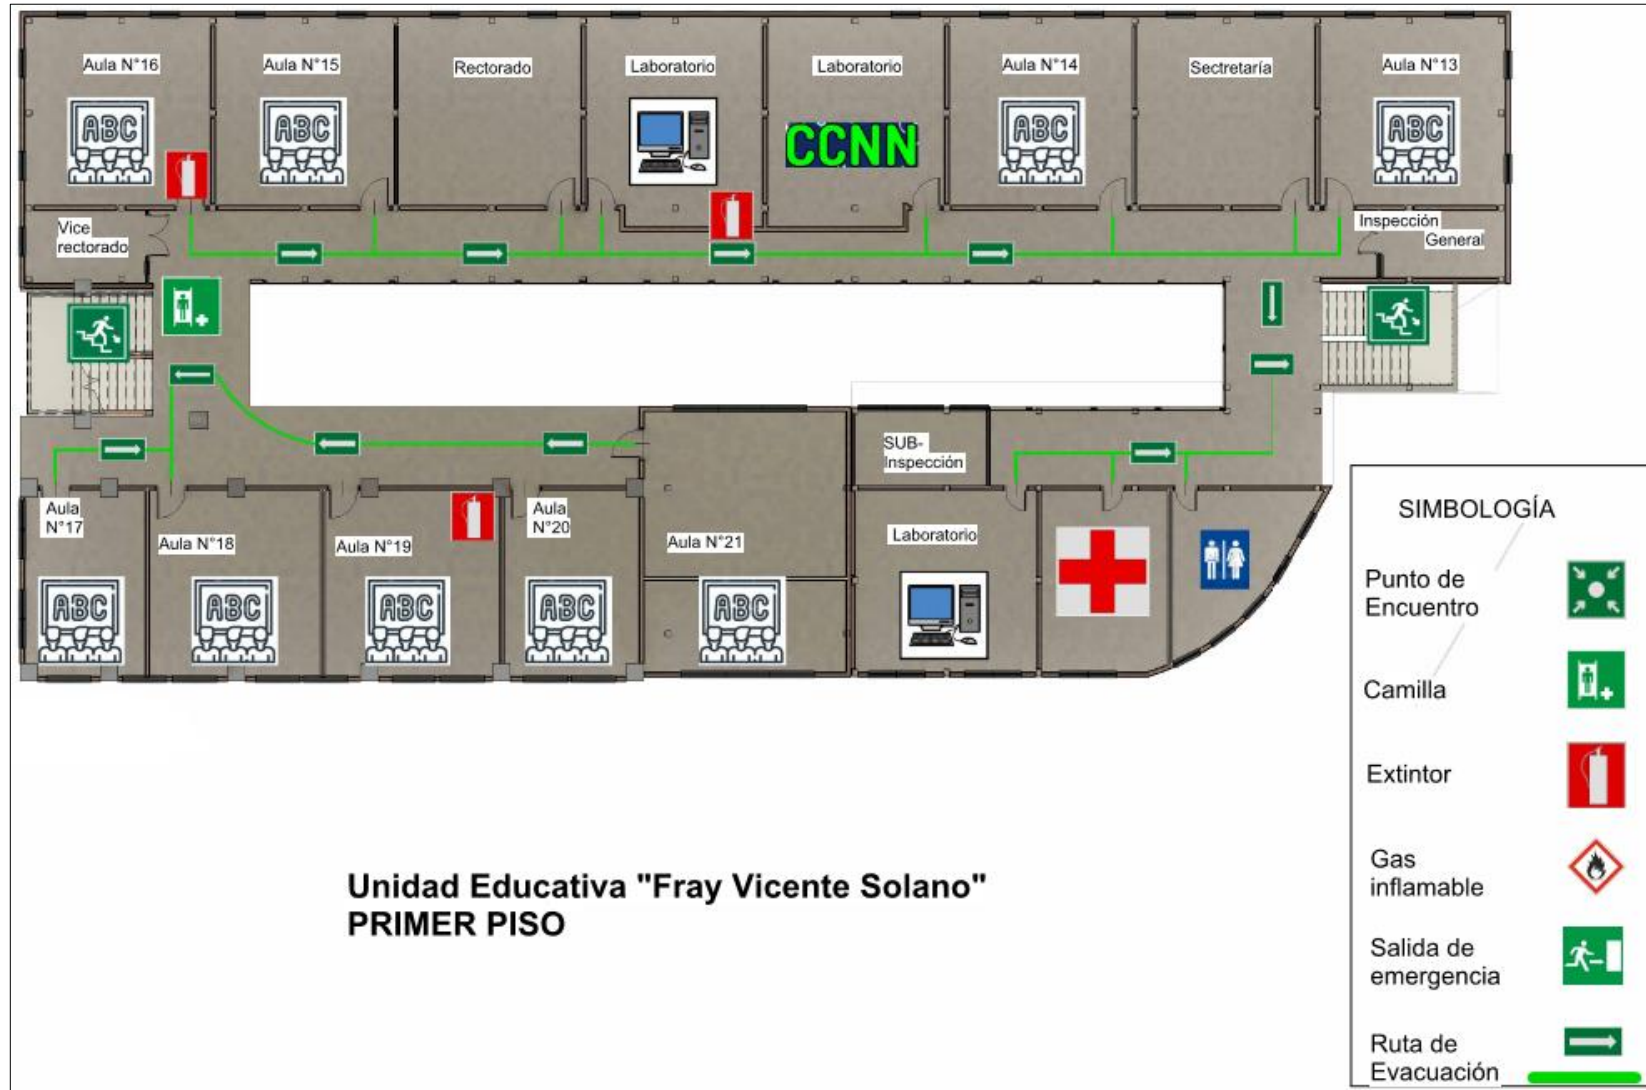 Aula N°16
Aula N°15
Rectorado
Laboratorio
Laboratorio
Aula N°14
Sectretaría
Aula N°13
ABC
ABC
CCNN
ABC
ABC
Vice
rectorado
Inspección
General
SUB-
Inspección
Aula
N°17
Aula N°18
Aula N°19
Aula
N°20
Aula N°21
Laboratorio
ABC
ABC
ABC
ABC
ABC
SIMBOLOGÍA
Punto de
Encuentro
Camilla
Extintor
Gas
inflamable
Salida de
emergencia
Ruta de
Evacuación
Unidad Educativa "Fray Vicente Solano"
PRIMER PISO